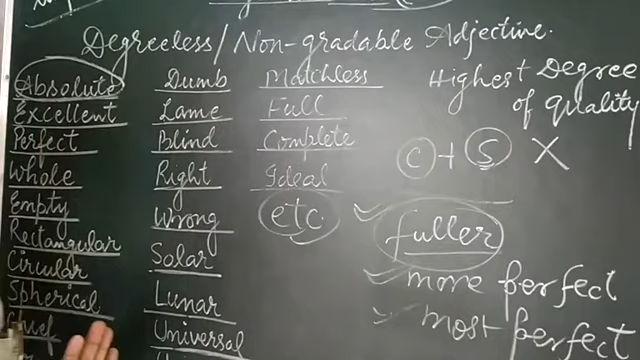 Degreeless/Non-gradable Adjective.
Absolute
Excellent
Perfect
Whole
Empty
Rectangular
Circular
Spherical
Chief
Dumb
Lame
Blind
Right
Wrong
Solar
Lunar
Universal
Matchless
Full
Complete
Ideal
etc.
Highest Degree
of quality
C + S X
fuller
more perfect
most perfect